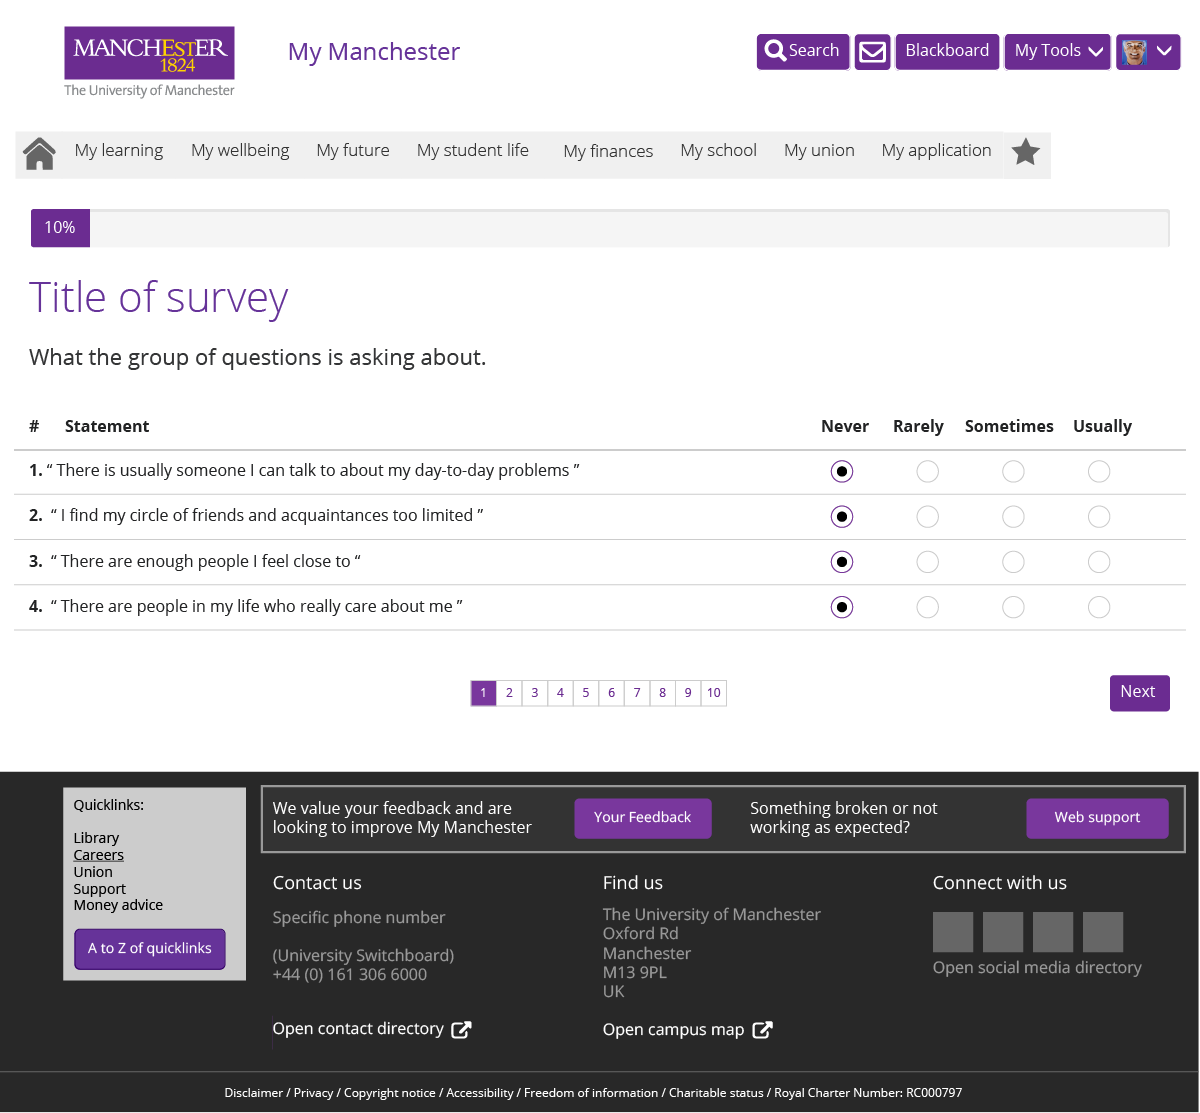 MANCHESTER
1824
The University of Manchester
My Manchester
Search
Blackboard
My Tools
My learning
My wellbeing
My future
My student life
My finances
My school
My union
My application
10%
Title of survey
What the group of questions is asking about.
# Statement Never Rarely Sometimes Usually
1. “ There is usually someone I can talk to about my day-to-day problems ”
2. “ I find my circle of friends and acquaintances too limited ”
3. “ There are enough people I feel close to “
4. “ There are people in my life who really care about me ”
1 2 3 4 5 6 7 8 9 10
Next
Quicklinks:
Library
Careers
Union
Support
Money advice
A to Z of quicklinks
We value your feedback and are
looking to improve My Manchester
Your Feedback
Something broken or not
working as expected?
Web support
Contact us
Specific phone number
(University Switchboard)
+44 (0) 161 306 6000
Open contact directory
Find us
The University of Manchester
Oxford Rd
Manchester
M13 9PL
UK
Open campus map
Connect with us
Open social media directory
Disclaimer / Privacy / Copyright notice / Accessibility / Freedom of information / Charitable status / Royal Charter Number: RC000797